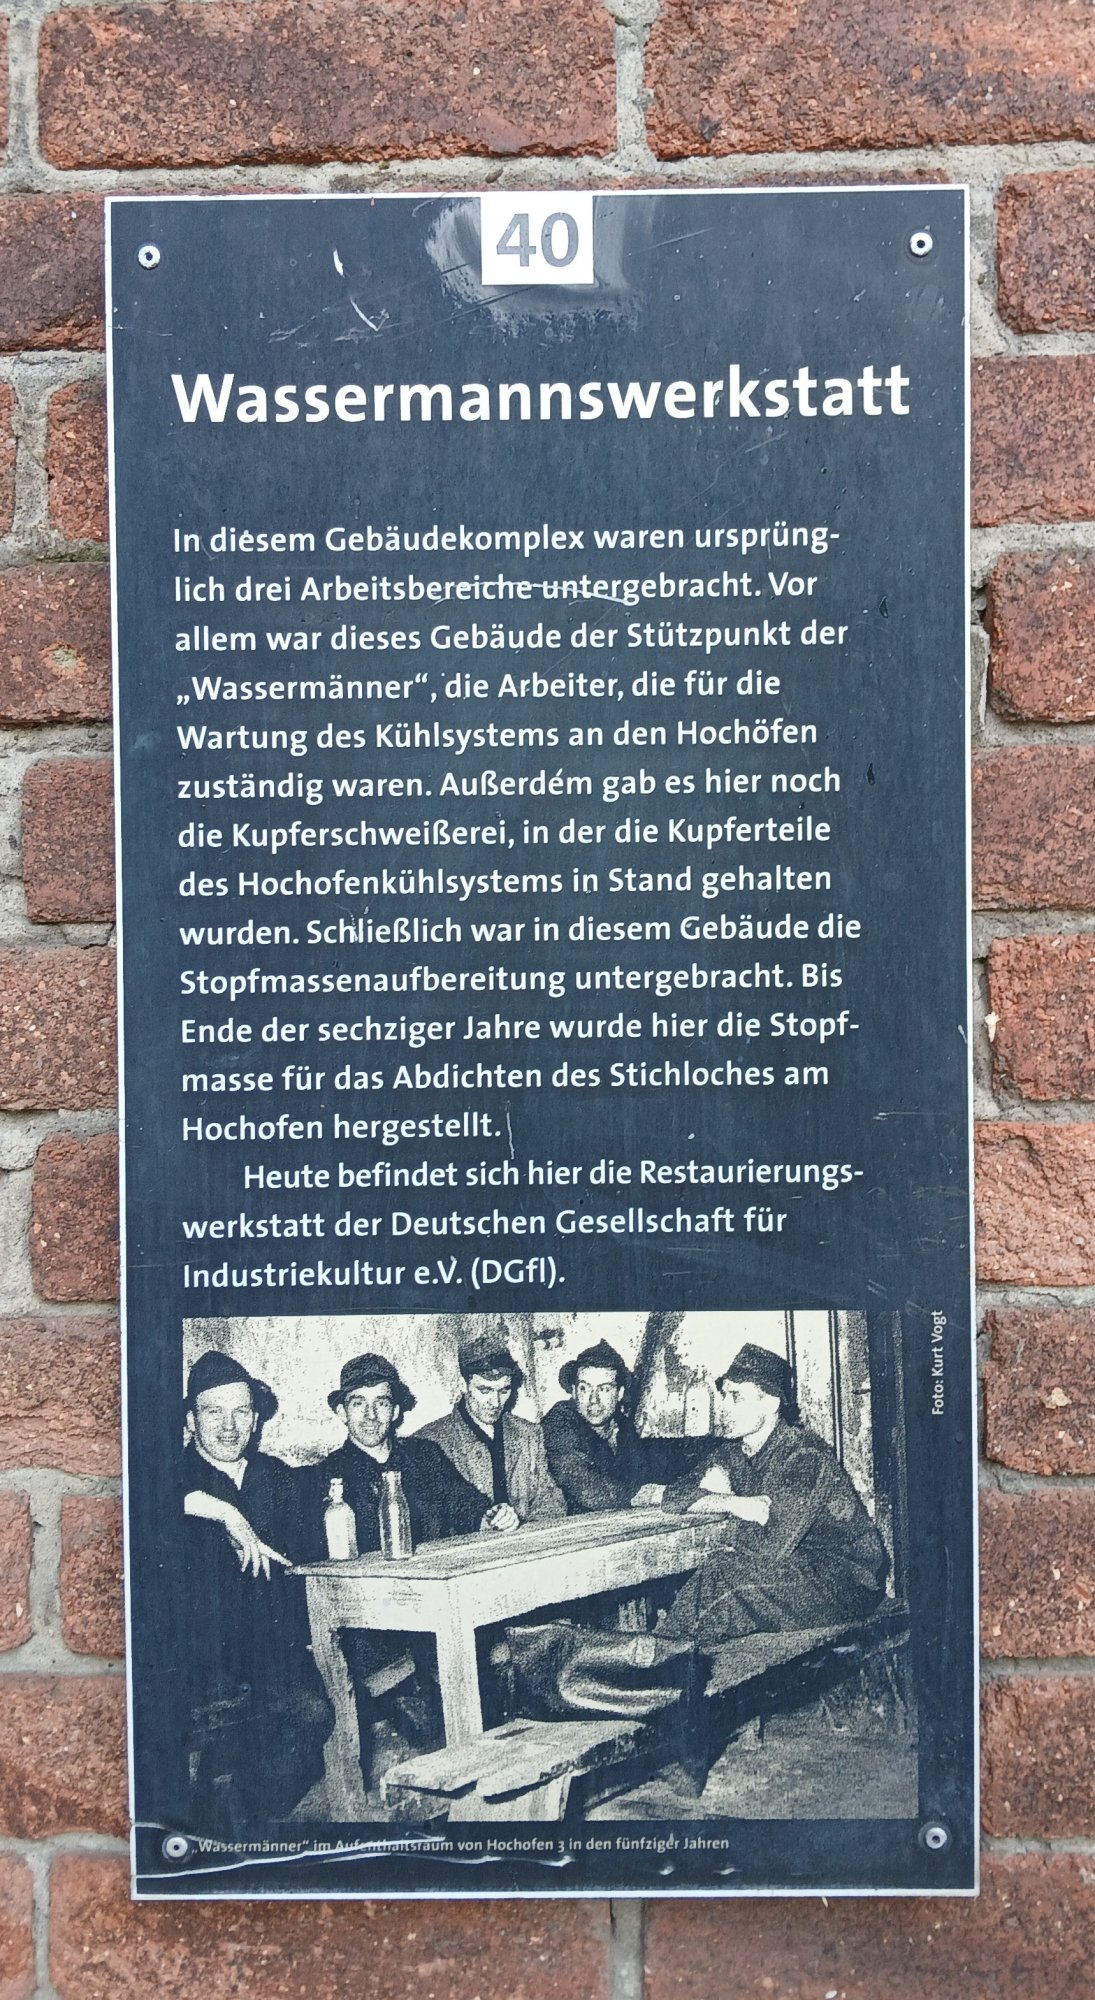 40
Wassermannswerkstatt
In diesem Gebäudekomplex waren ursprüng-
lich drei Arbeitsbereiche untergebracht. Vor
allem war dieses Gebäude der Stützpunkt der
„Wassermänner“, die Arbeiter, die für die
Wartung des Kühlsystems an den Hochöfen
zuständig waren. Außerdem gab es hier noch
die Kupferschweißerei, in der die Kupferteile
des Hochofenkühlsystems in Stand gehalten
wurden. Schließlich war in diesem Gebäude die
Stopfmassenaufbereitung untergebracht. Bis
Ende der sechziger Jahre wurde hier die Stopf-
masse für das Abdichten des Stichloches am
Hochofen hergestellt.
Heute befindet sich hier die Restaurierungs-
werkstatt der Deutschen Gesellschaft für
Industriekultur e.V. (DGfI).
Foto: Kurt Vogt
„Wassermänner“ im Aufenthaltsraum von Hochofen 3 in den fünfziger Jahren